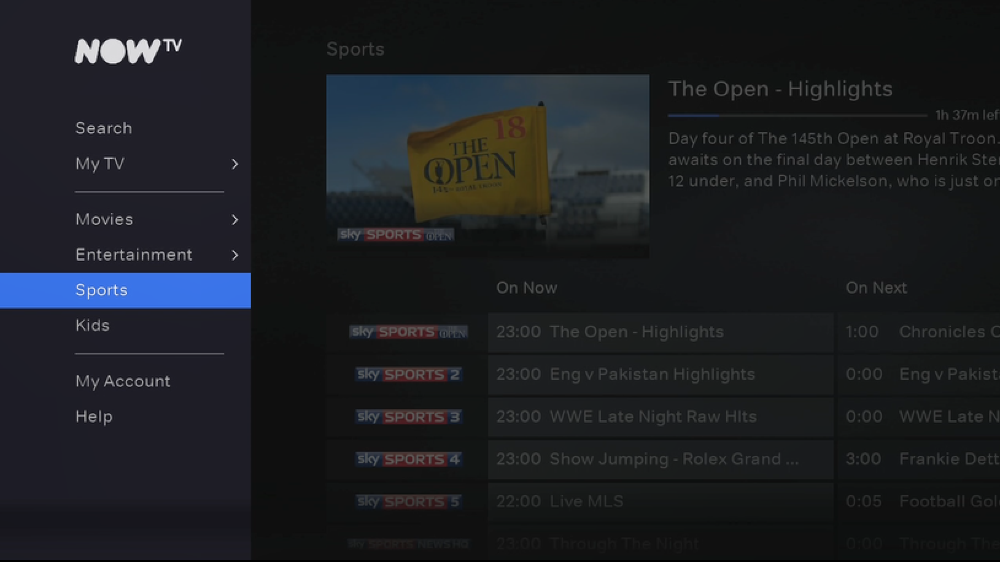 NOW TV
Search
My TV
Movies
Entertainment
Sports
Kids
My Account
Help
Sports
18
THE
OPEN
ROYAL TROON
sky SPORTS OPEN
The Open - Highlights
1h 37m lef
Day four of The 145th Open at Royal Troon.
awaits on the final day between Henrik Ste
12 under, and Phil Mickelson, who is just
On Now On Next
sky SPORTS OPEN 23:00 The Open - Highlights 1:00 Chronicles
sky SPORTS 2 23:00 Eng v Pakistan Highlights 0:00 Eng v Pakist
sky SPORTS 3 23:00 WWE Late Night Raw Hlts 0:00 WWE Late N
sky SPORTS 4 23:00 Show Jumping - Rolex Grand ... 3:00 Frankie Dett
sky SPORTS 5 22:00 Live MLS 0:05 Football Gol
sky SPORTS NEWS HQ 23:00 Through The Night 0:00 Through The